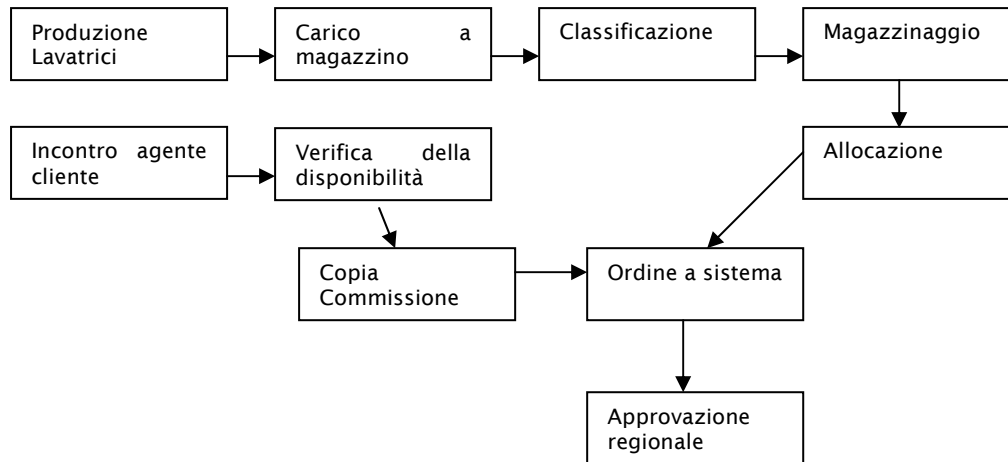 Produzione
Lavatrici
Carico a
magazzino
Classificazione
Magazzinaggio
Incontro agente
cliente
Verifica della
disponibilità
Allocazione
Copia
Commissione
Ordine a sistema
Approvazione
regionale